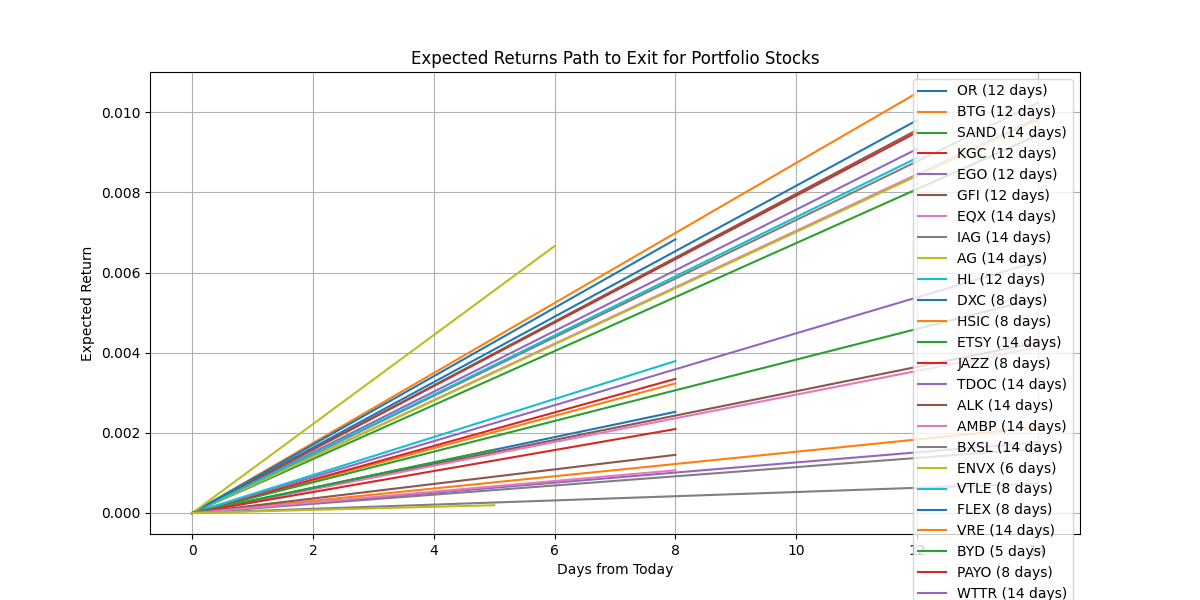 Expected Returns Path to Exit for Portfolio Stocks
Expected Return
0.010
0.008
0.006
0.004
0.002
0.000
0
2
4
6
8
10
12
Days from Today
OR (12 days)
BTG (12 days)
SAND (14 days)
KGC (12 days)
EGO (12 days)
GFI (12 days)
EQX (14 days)
IAG (14 days)
AG (14 days)
HL (12 days)
DXC (8 days)
HSIC (8 days)
ETSY (14 days)
JAZZ (8 days)
TDOC (14 days)
ALK (14 days)
AMBP (14 days)
BXSL (14 days)
ENVX (6 days)
VTLE (8 days)
FLEX (8 days)
VRE (14 days)
BYD (5 days)
PAYO (8 days)
WTTR (14 days)